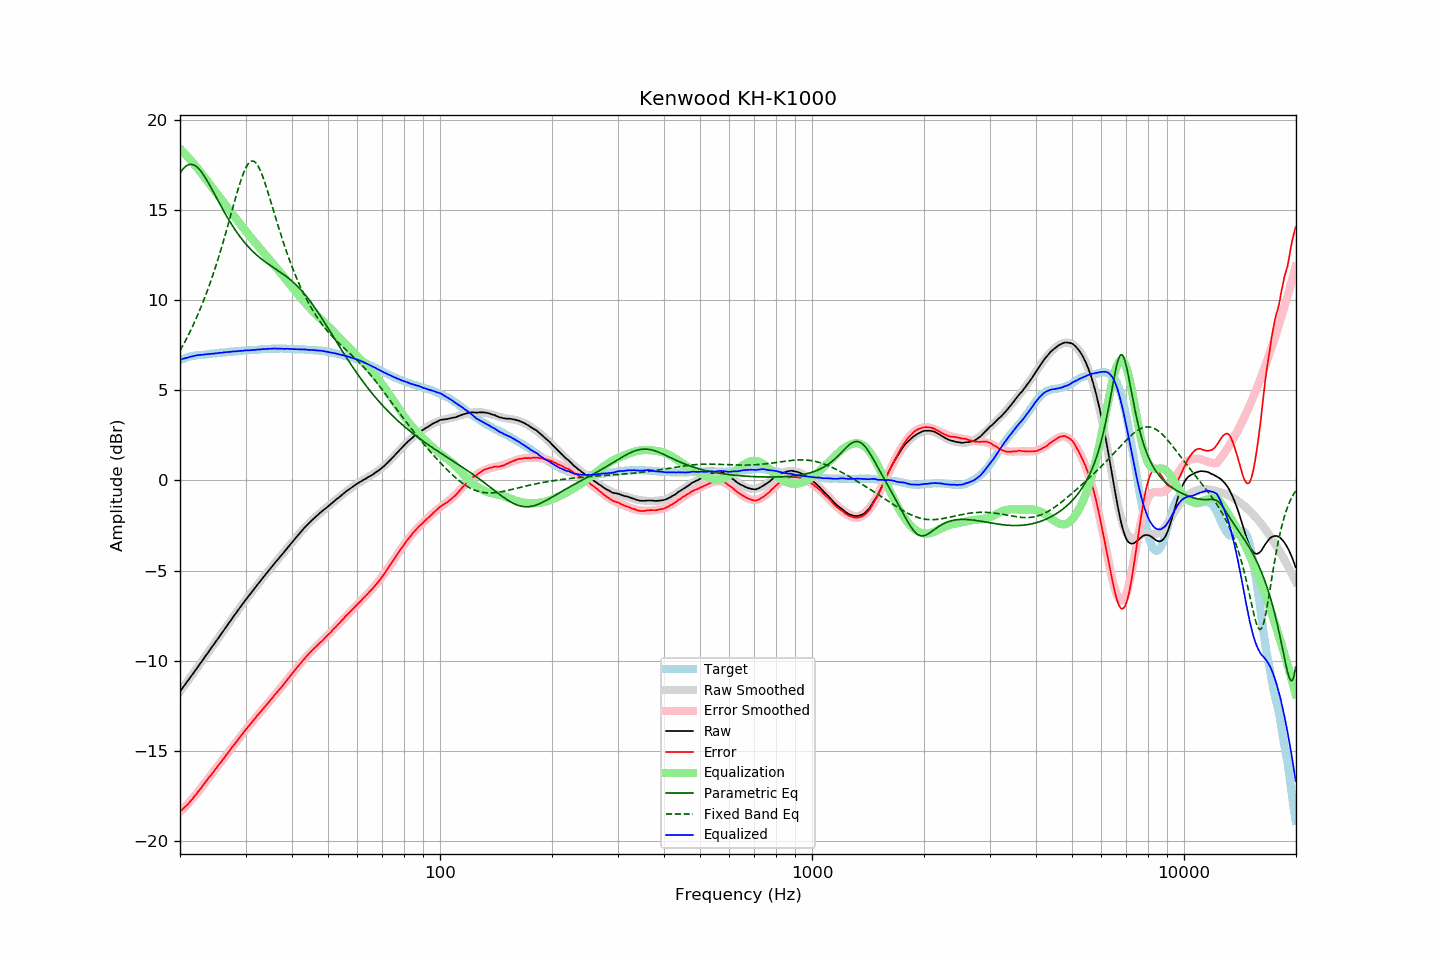 Kenwood KH-K1000
20
15
10
5
0
−5
−10
−15
−20
Amplitude (dBr)
Target
Raw Smoothed
Error Smoothed
Raw
Error
Equalization
Parametric Eq
Fixed Band Eq
Equalized
100
1000
10000
Frequency (Hz)